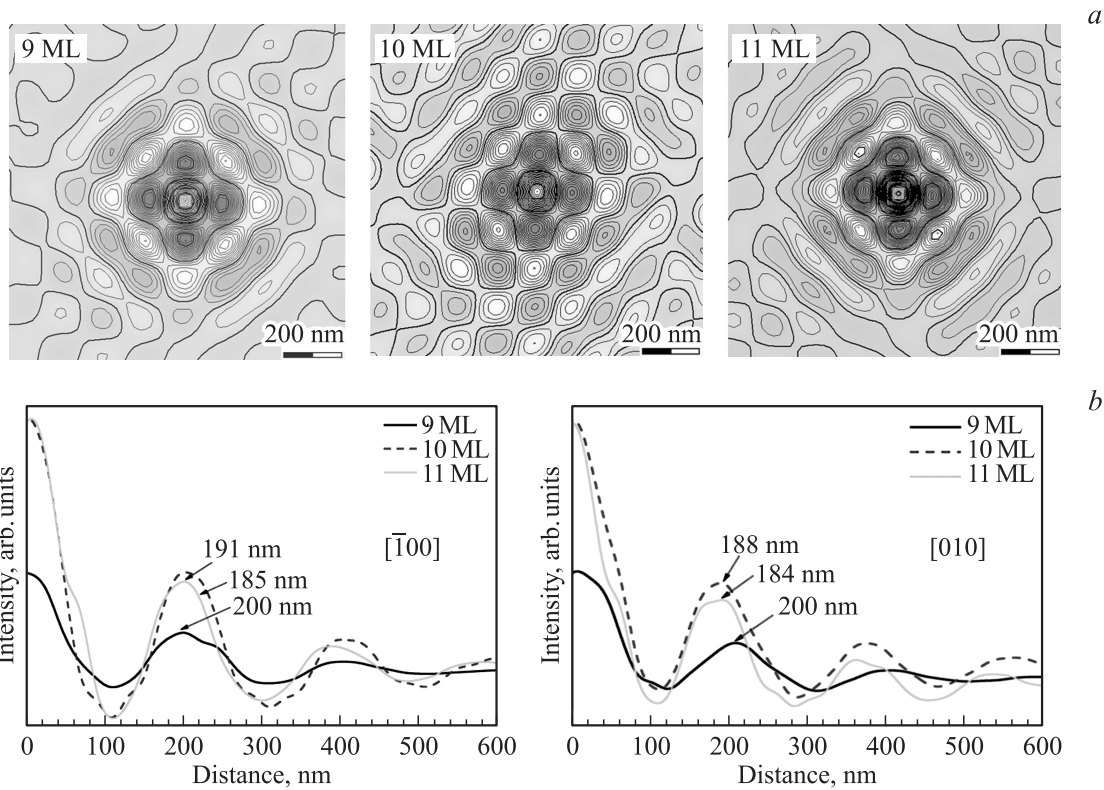 a
9 ML
10 ML
11 ML
200 nm
200 nm
200 nm
b
Intensity, arb. units
9 ML
10 ML
11 ML
191 nm
185 nm
200 nm
[1̅00]
0
100
200
300
400
500
600
Distance, nm
Intensity, arb. units
9 ML
10 ML
11 ML
188 nm
184 nm
200 nm
[010]
0
100
200
300
400
500
600
Distance, nm